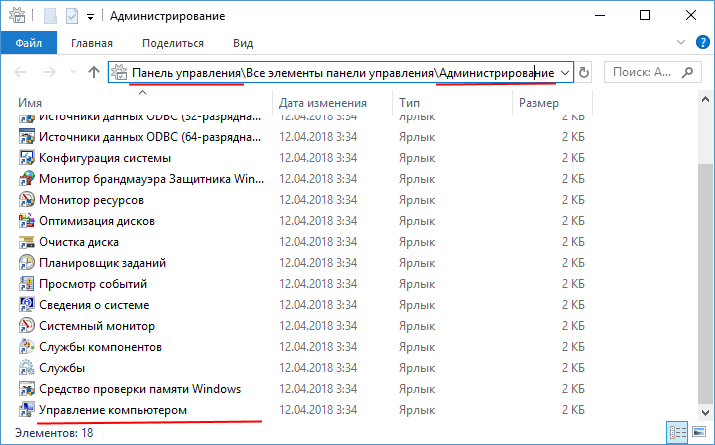 Администрирование
Файл Главная Поделиться Вид
Панель управления\Все элементы панели управления\Администрирование Поиск: А...
Имя Дата изменения Тип Размер
Источники данных ODBC (32-разрядна... 12.04.2018 3:34 Ярлык 2 КБ
Источники данных ODBC (64-разрядна... 12.04.2018 3:34 Ярлык 2 КБ
Конфигурация системы 12.04.2018 3:34 Ярлык 2 КБ
Монитор брандмауэра Защитника Win... 12.04.2018 3:34 Ярлык 2 КБ
Монитор ресурсов 12.04.2018 3:34 Ярлык 2 КБ
Оптимизация дисков 12.04.2018 3:34 Ярлык 2 КБ
Очистка диска 12.04.2018 3:34 Ярлык 2 КБ
Планировщик заданий 12.04.2018 3:34 Ярлык 2 КБ
Просмотр событий 12.04.2018 3:34 Ярлык 2 КБ
Сведения о системе 12.04.2018 3:34 Ярлык 2 КБ
Системный монитор 12.04.2018 3:34 Ярлык 2 КБ
Службы компонентов 12.04.2018 3:34 Ярлык 2 КБ
Службы 12.04.2018 3:34 Ярлык 2 КБ
Средство проверки памяти Windows 12.04.2018 3:34 Ярлык 2 КБ
Управление компьютером 12.04.2018 3:34 Ярлык 2 КБ
Элементов: 18